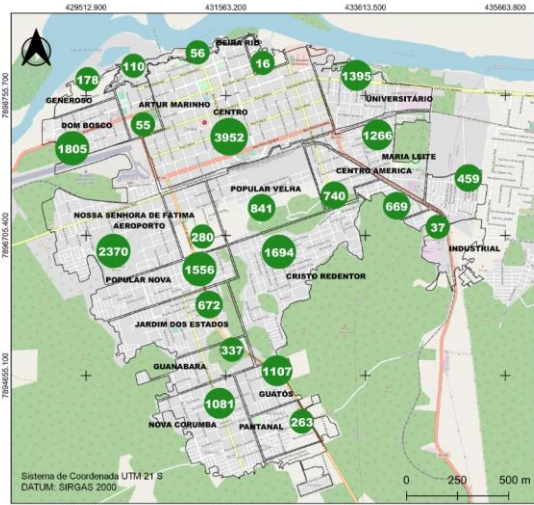 429512.900 431563.200 433613.500 435663.800
7898755.700
7896705.400
7894655.100
BEIRA RIO
56
110
16
178
1395
GENEROSO
ARTUR MARINHO
UNIVERSITÁRIO
CENTRO
DOM BOSCO
55
3952
1266
1805
MARIA LEITE
CENTRO AMERICA
459
POPULAR VELHA
740
841
669
NOSSA SENHORA DE FÁTIMA
AEROPORTO
280
37
2370
1694
INDUSTRIAL
1556
POPULAR NOVA
CRISTO REDENTOR
672
JARDIM DOS ESTADOS
337
GUANABARA
1107
GUATÓS
1081
NOVA CORUMBA
PANTANAL
263
Sistema de Coordenada UTM 21 S
DATUM: SIRGAS 2000
0 250 500 m